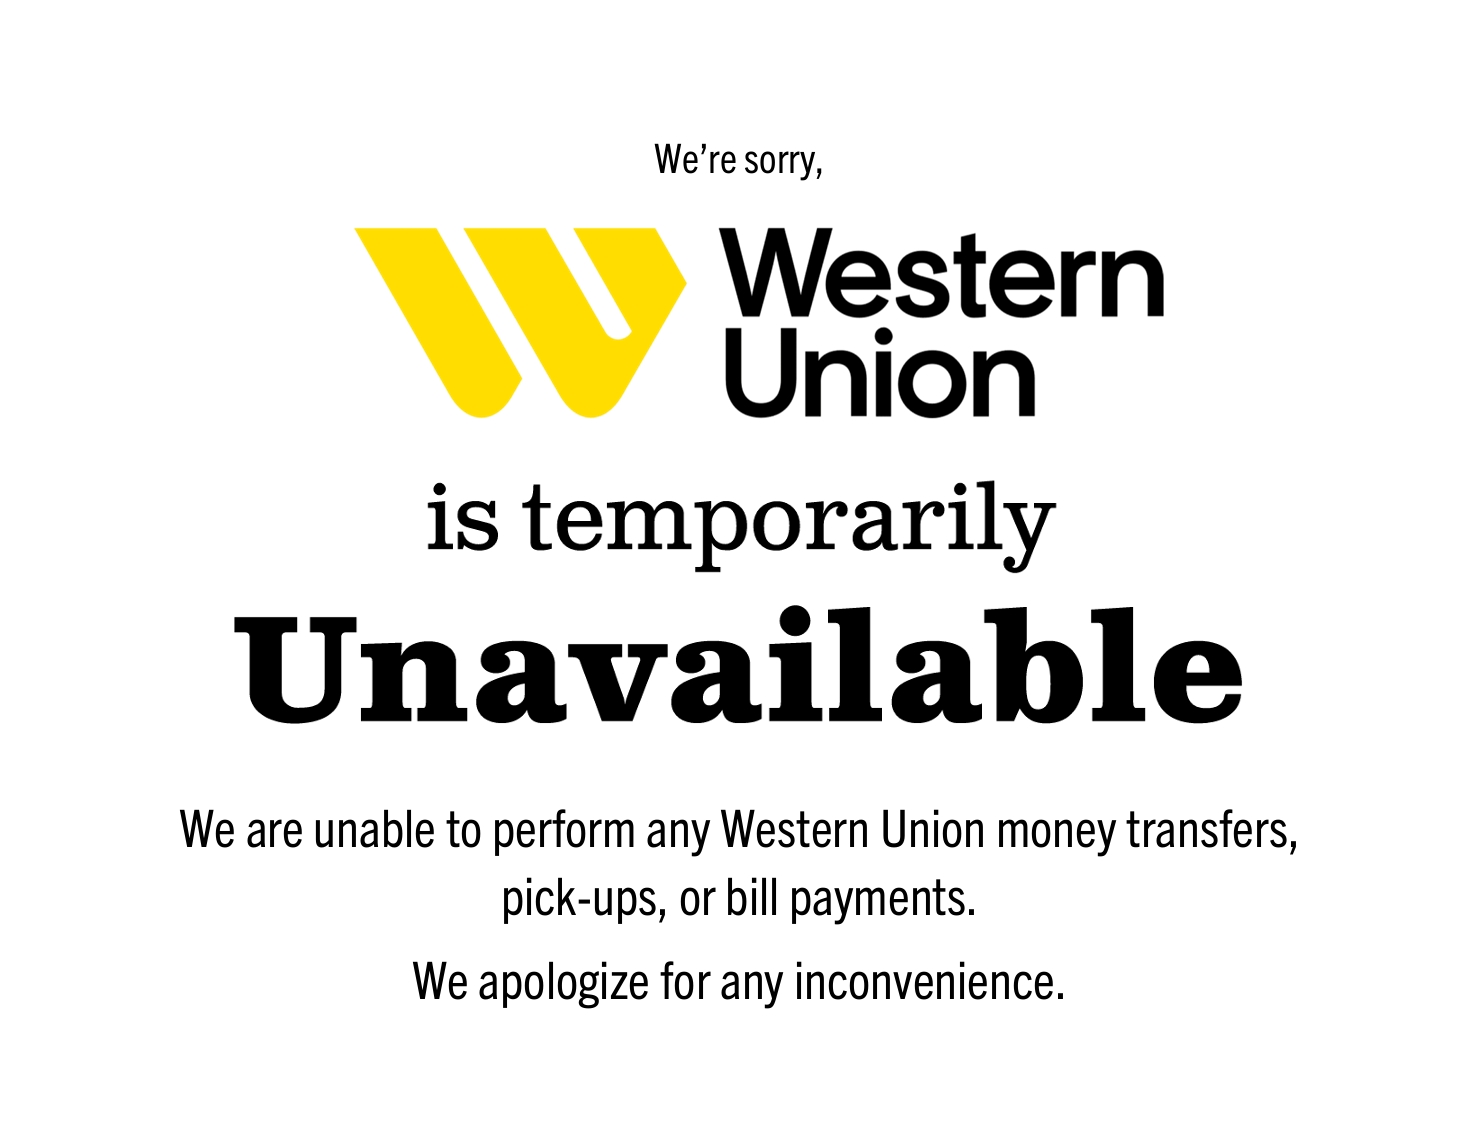 We’re sorry,
Western
Union
is temporarily
Unavailable
We are unable to perform any Western Union money transfers,
pick-ups, or bill payments.
We apologize for any inconvenience.